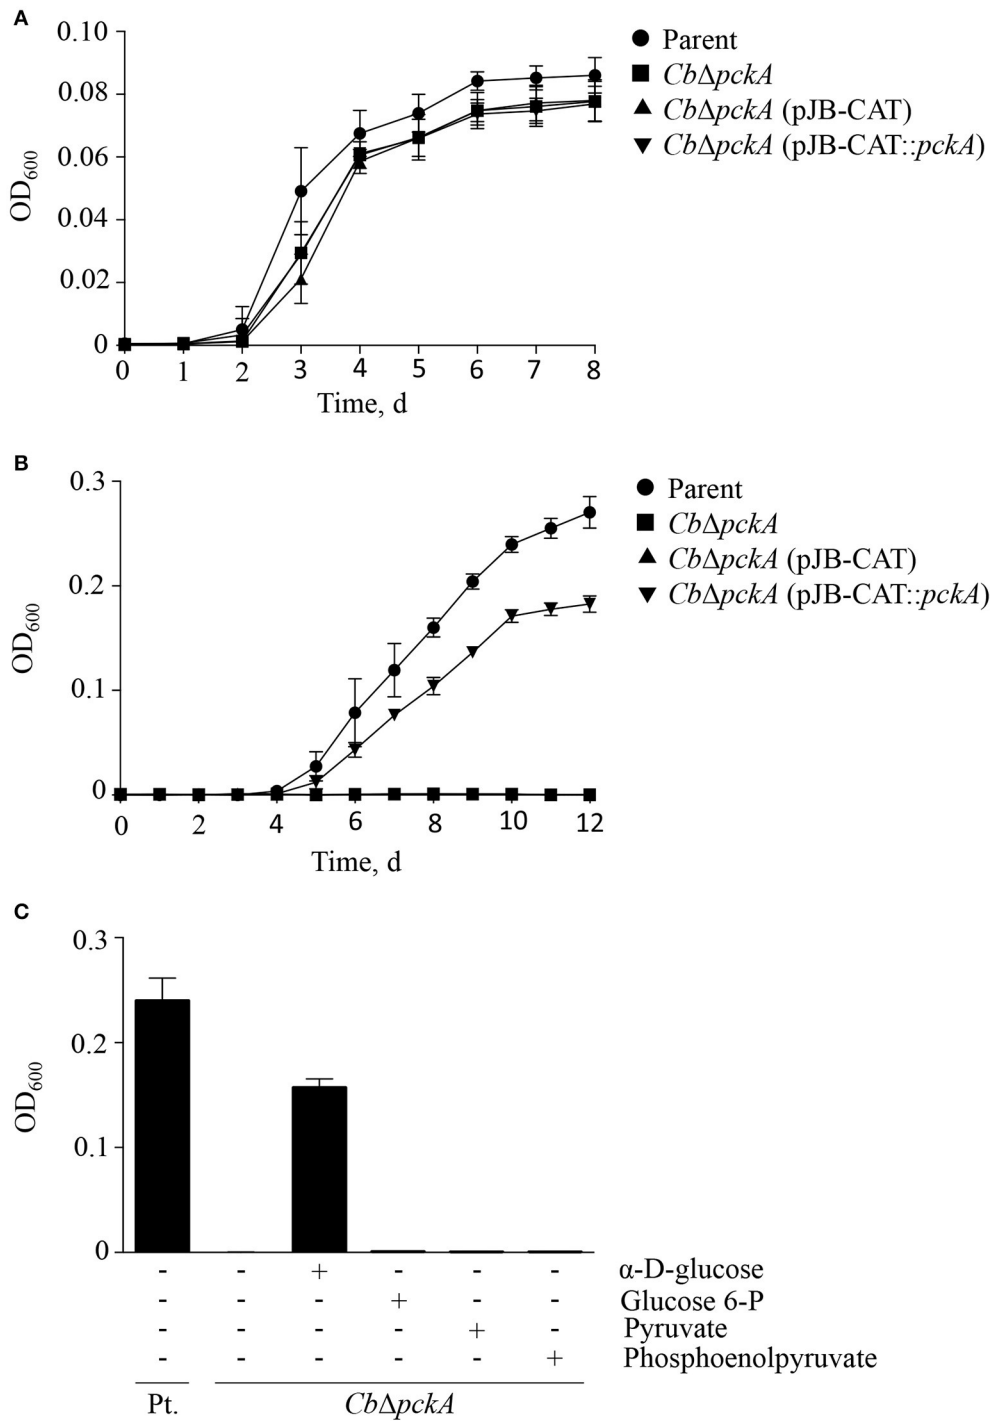 A
0.10
0.08
0.06
0.04
0.02
0
OD600
0 1 2 3 4 5 6 7 8
Time, d
Parent
CbΔpckA
CbΔpckA (pJB-CAT)
CbΔpckA (pJB-CAT::pckA)
B
0.3
0.2
0.1
0
OD600
0 2 4 6 8 10 12
Time, d
Parent
CbΔpckA
CbΔpckA (pJB-CAT)
CbΔpckA (pJB-CAT::pckA)
C
0.3
0.2
0.1
0
OD600
- - + - - - α-D-glucose
- - - + - - Glucose 6-P
- - - - + - Pyruvate
- - - - - + Phosphoenolpyruvate
Pt. CbΔpckA